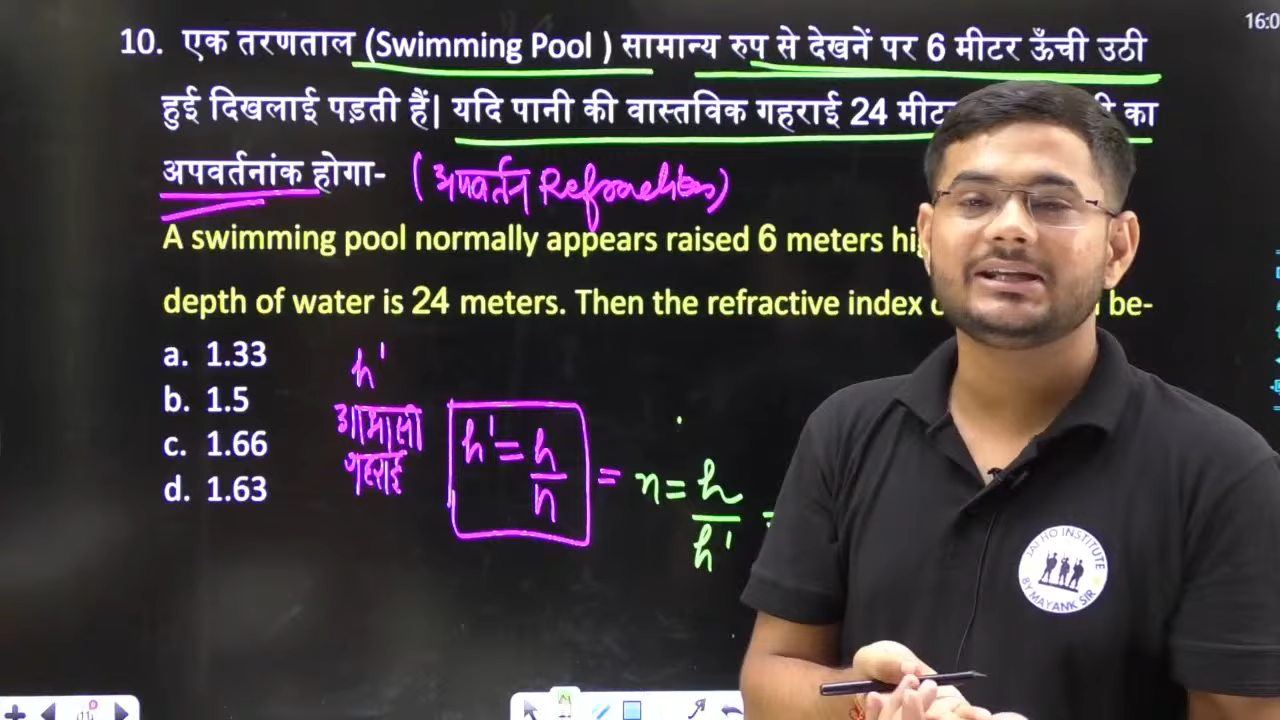 16:0
10. एक तरणताल (Swimming Pool ) सामान्य रुप से देखनें पर 6 मीटर ऊँची उठी
हुई दिखलाई पड़ती हैं| यदि पानी की वास्तविक गहराई 24 का
अपवर्तनांक होगा- (अपवर्तन Refraction)
A swimming pool normally appears raised 6 meters
depth of water is 24 meters. Then the refractive index be-
a. 1.33
b. 1.5
c. 1.66
d. 1.63
h'
आभासी
गहराई
h' = h/n = n = h/h' =
JAI HO INSTITUTE
BY MAYANK SIR